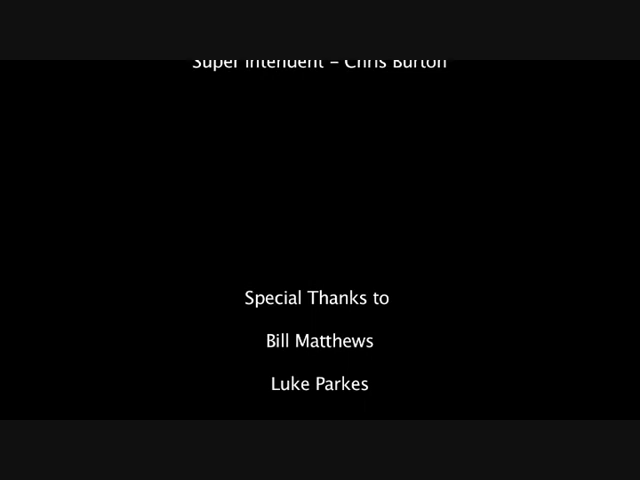 Super Intendent - Chris Burton
Special Thanks to
Bill Matthews
Luke Parkes